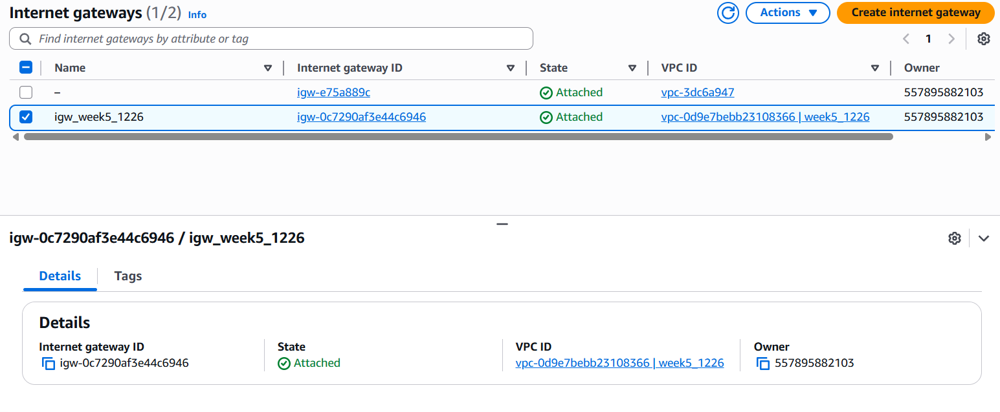 Internet gateways (1/2) Info
Actions
Create internet gateway
Find internet gateways by attribute or tag
1
Name Internet gateway ID State VPC ID Owner
– igw-e75a889c Attached vpc-3dc6a947 557895882103
igw_week5_1226 igw-0c7290af3e44c6946 Attached vpc-0d9e7bebb23108366 | week5_1226 557895882103
igw-0c7290af3e44c6946 / igw_week5_1226
Details Tags
Details
Internet gateway ID State VPC ID Owner
igw-0c7290af3e44c6946 Attached vpc-0d9e7bebb23108366 | week5_1226 557895882103